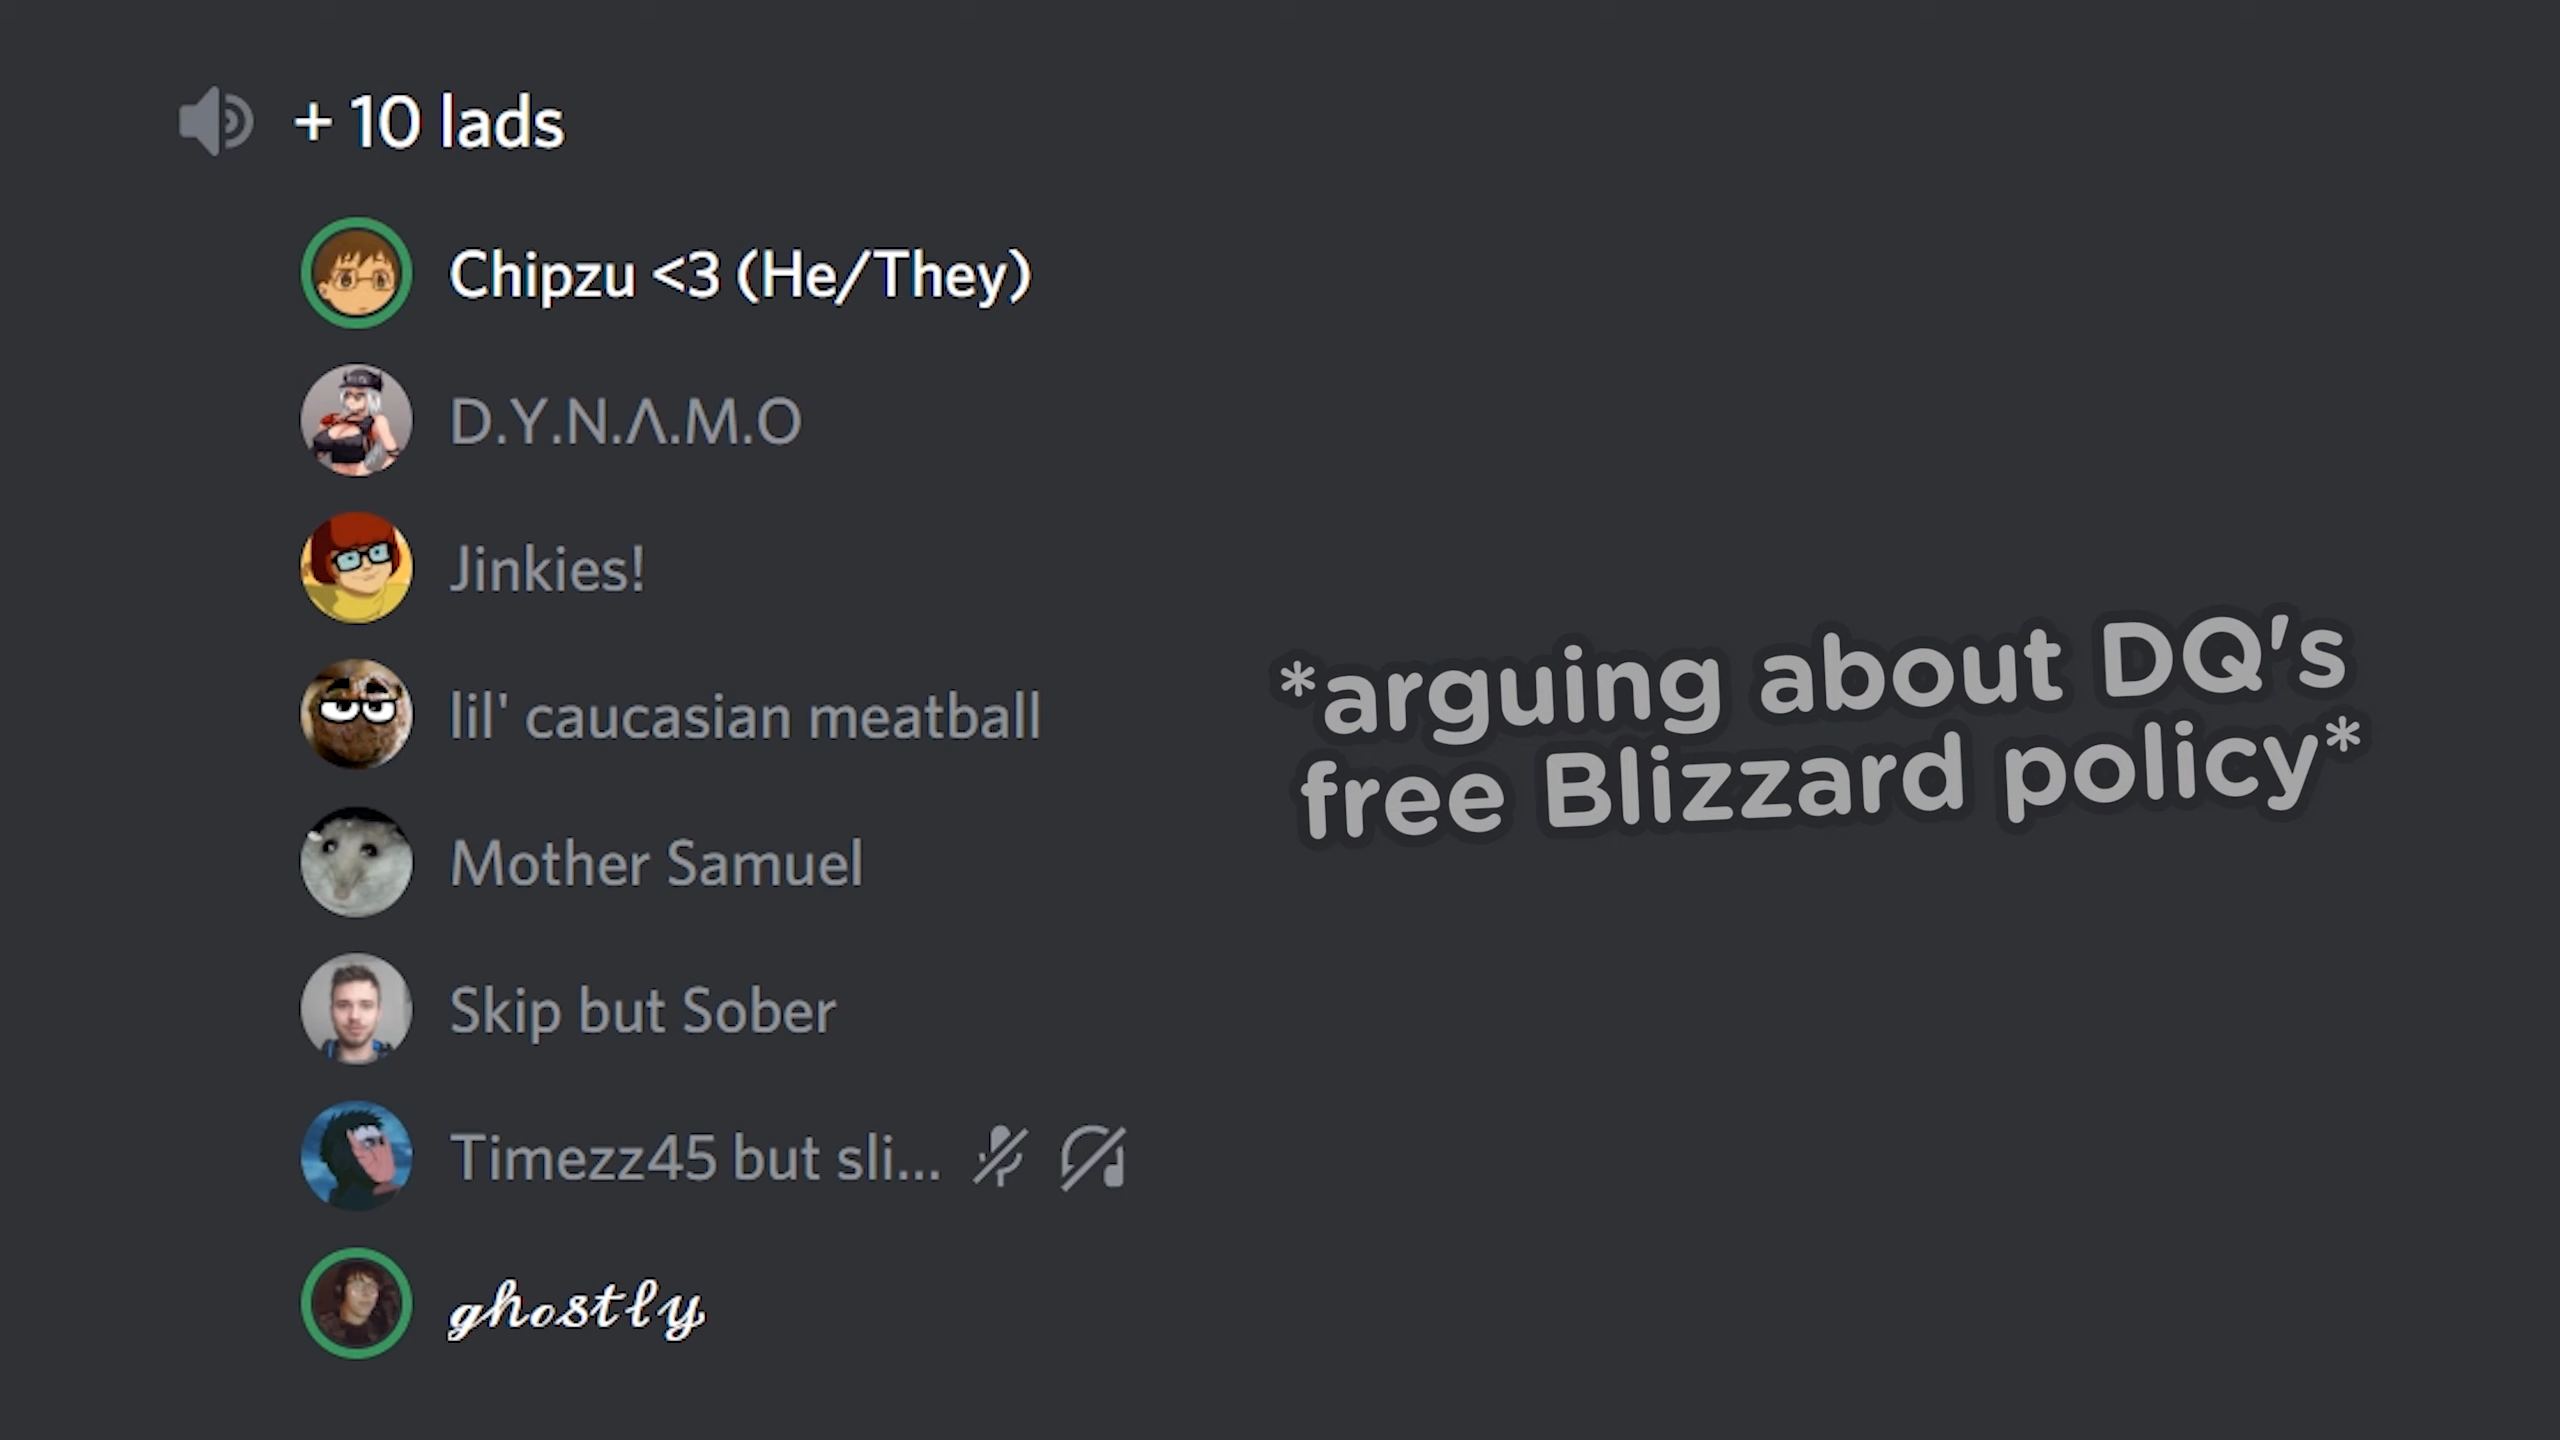 + 10 lads
Chipzu <3 (He/They)
D.Y.N.Λ.M.O
Jinkies!
lil' caucasian meatball
Mother Samuel
Skip but Sober
Timezz45 but sli...
𝓰𝓱𝓸𝓼𝓽𝓵𝔂
*arguing about DQ's
free Blizzard policy*